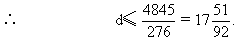 ∴ d≤ 4845/276 = 17 51/92.